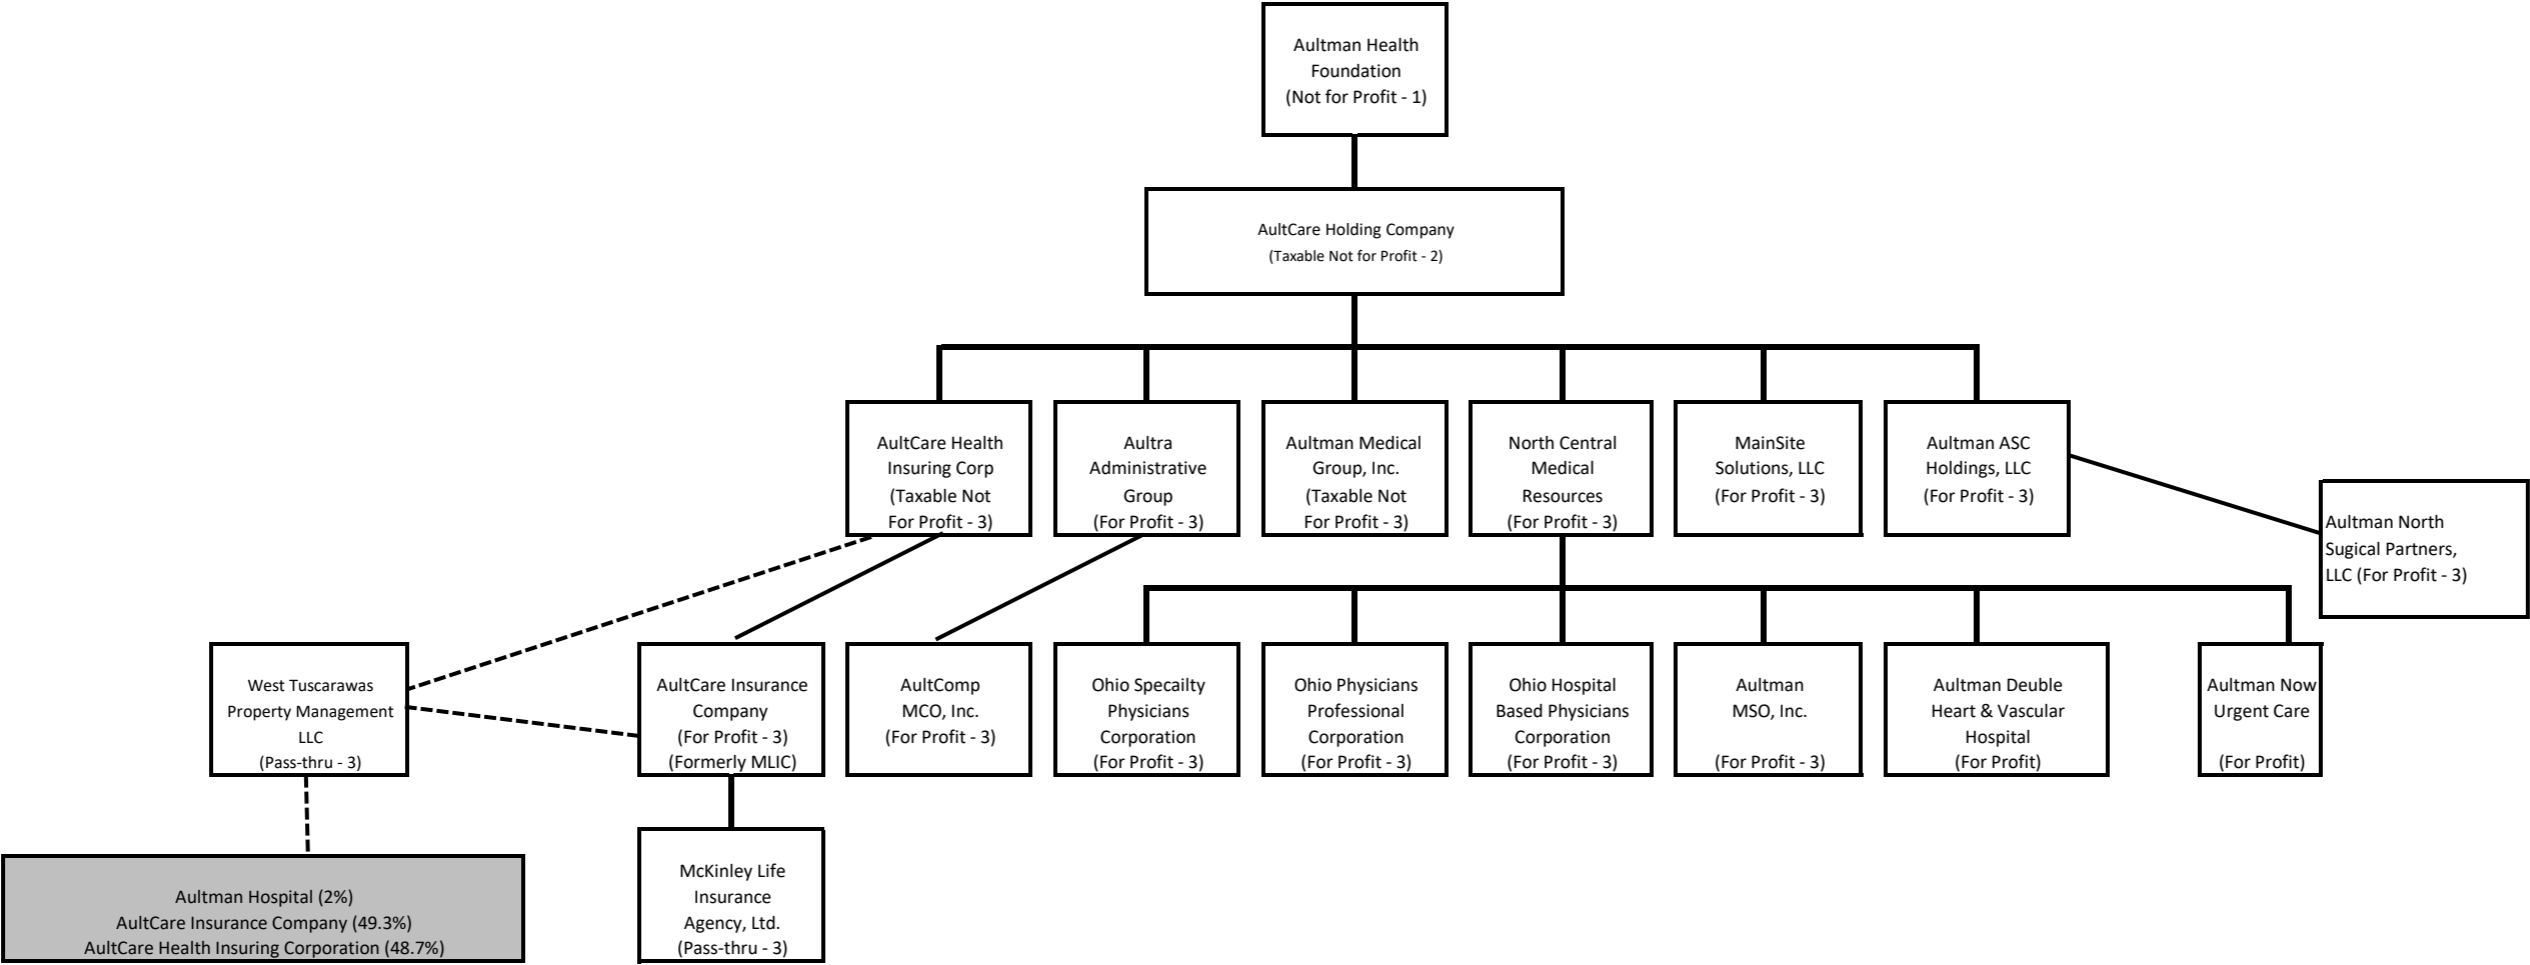 Aultman Health
Foundation
(Not for Profit - 1)
AultCare Holding Company
(Taxable Not for Profit - 2)
AultCare Health
Insuring Corp
(Taxable Not
For Profit - 3)
Aultra
Administrative
Group
(For Profit - 3)
Aultman Medical
Group, Inc.
(Taxable Not
For Profit - 3)
North Central
Medical
Resources
(For Profit - 3)
MainSite
Solutions, LLC
(For Profit - 3)
Aultman ASC
Holdings, LLC
(For Profit - 3)
Aultman North
Sugical Partners,
LLC (For Profit - 3)
West Tuscarawas
Property Management
LLC
(Pass-thru - 3)
AultCare Insurance
Company
(For Profit - 3)
(Formerly MLIC)
AultComp
MCO, Inc.
(For Profit - 3)
Ohio Specailty
Physicians
Corporation
(For Profit - 3)
Ohio Physicians
Professional
Corporation
(For Profit - 3)
Ohio Hospital
Based Physicians
Corporation
(For Profit - 3)
Aultman
MSO, Inc.
(For Profit - 3)
Aultman Deuble
Heart & Vascular
Hospital
(For Profit)
Aultman Now
Urgent Care
(For Profit)
Aultman Hospital (2%)
AultCare Insurance Company (49.3%)
AultCare Health Insuring Corporation (48.7%)
McKinley Life
Insurance
Agency, Ltd.
(Pass-thru - 3)